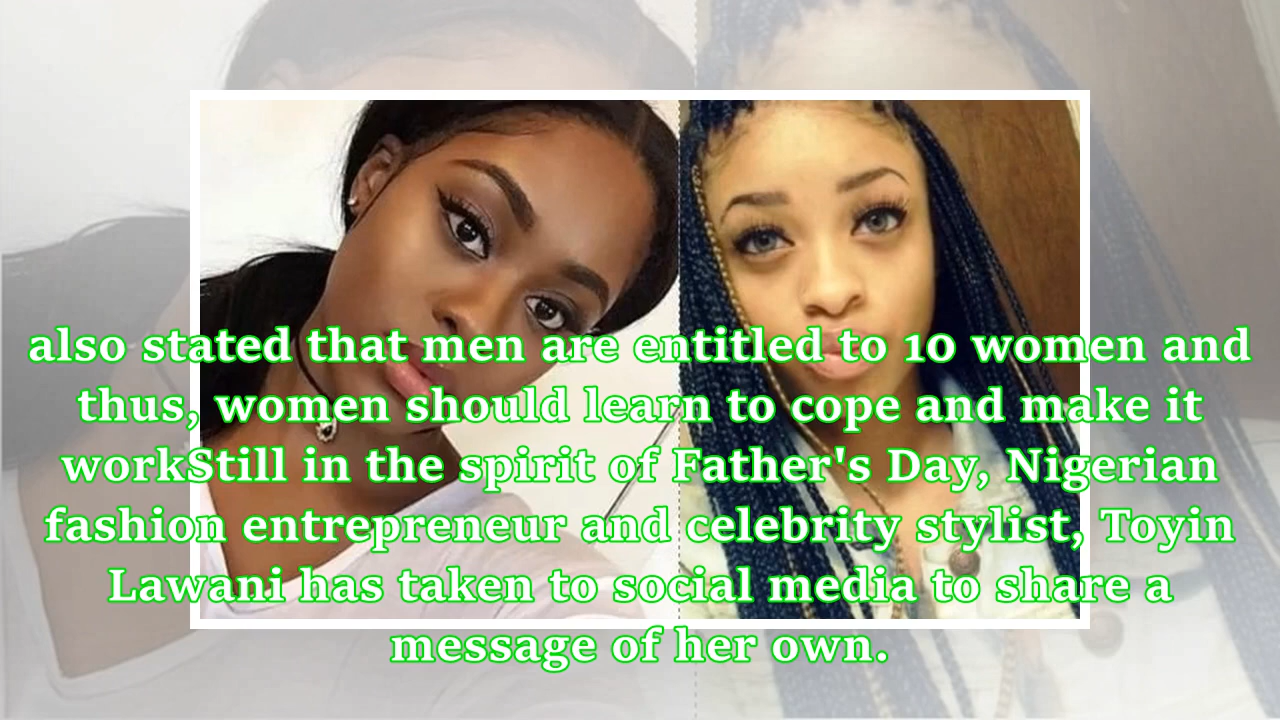 also stated that men are entitled to 10 women and
thus, women should learn to cope and make it
workStill in the spirit of Father's Day, Nigerian
fashion entrepreneur and celebrity stylist, Toyin
Lawani has taken to social media to share a
message of her own.